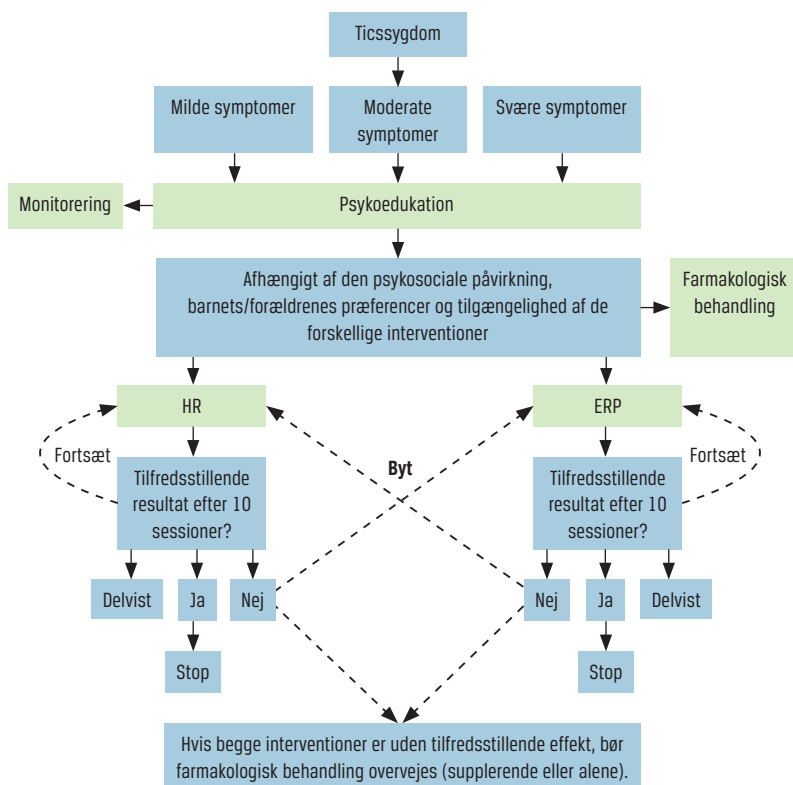 Ticssygdom
Milde symptomer
Moderate
symptomer
Svære symptomer
Monitorering
Psykoedukation
Afhængigt af den psykosociale påvirkning,
barnets/forældrenes præferencer og tilgængelighed af de
forskellige interventioner
Farmakologisk
behandling
HR
ERP
Fortsæt
Byt
Fortsæt
Tilfredsstillende
resultat efter 10
sessioner?
Tilfredsstillende
resultat efter 10
sessioner?
Delvist
Ja
Nej
Nej
Ja
Delvist
Stop
Stop
Hvis begge interventioner er uden tilfredsstillende effekt, bør
farmakologisk behandling overvejes (supplerende eller alene).